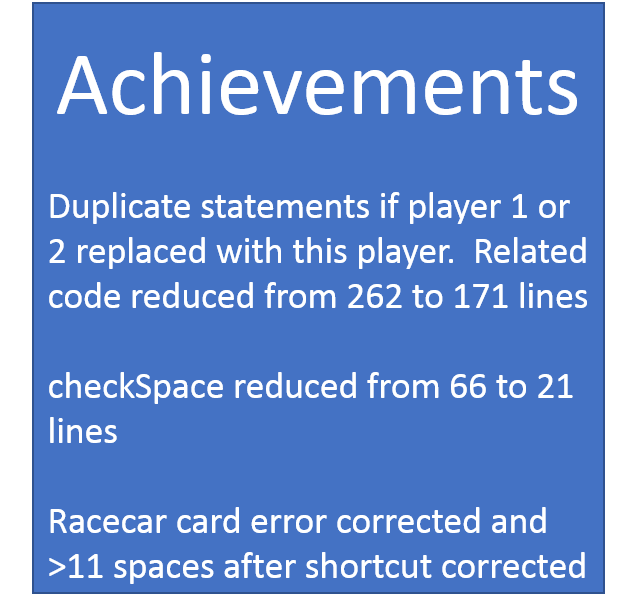 Achievements
Duplicate statements if player 1 or
2 replaced with this player.  Related
code reduced from 262 to 171 lines
checkSpace reduced from 66 to 21
lines
Racecar card error corrected and
>11 spaces after shortcut corrected